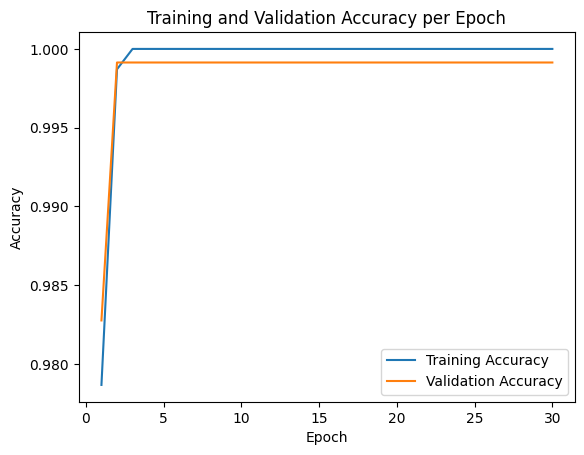 Training and Validation Accuracy per Epoch
1.000
0.995
0.990
0.985
0.980
Accuracy
Training Accuracy
Validation Accuracy
0 5 10 15 20 25 30
Epoch